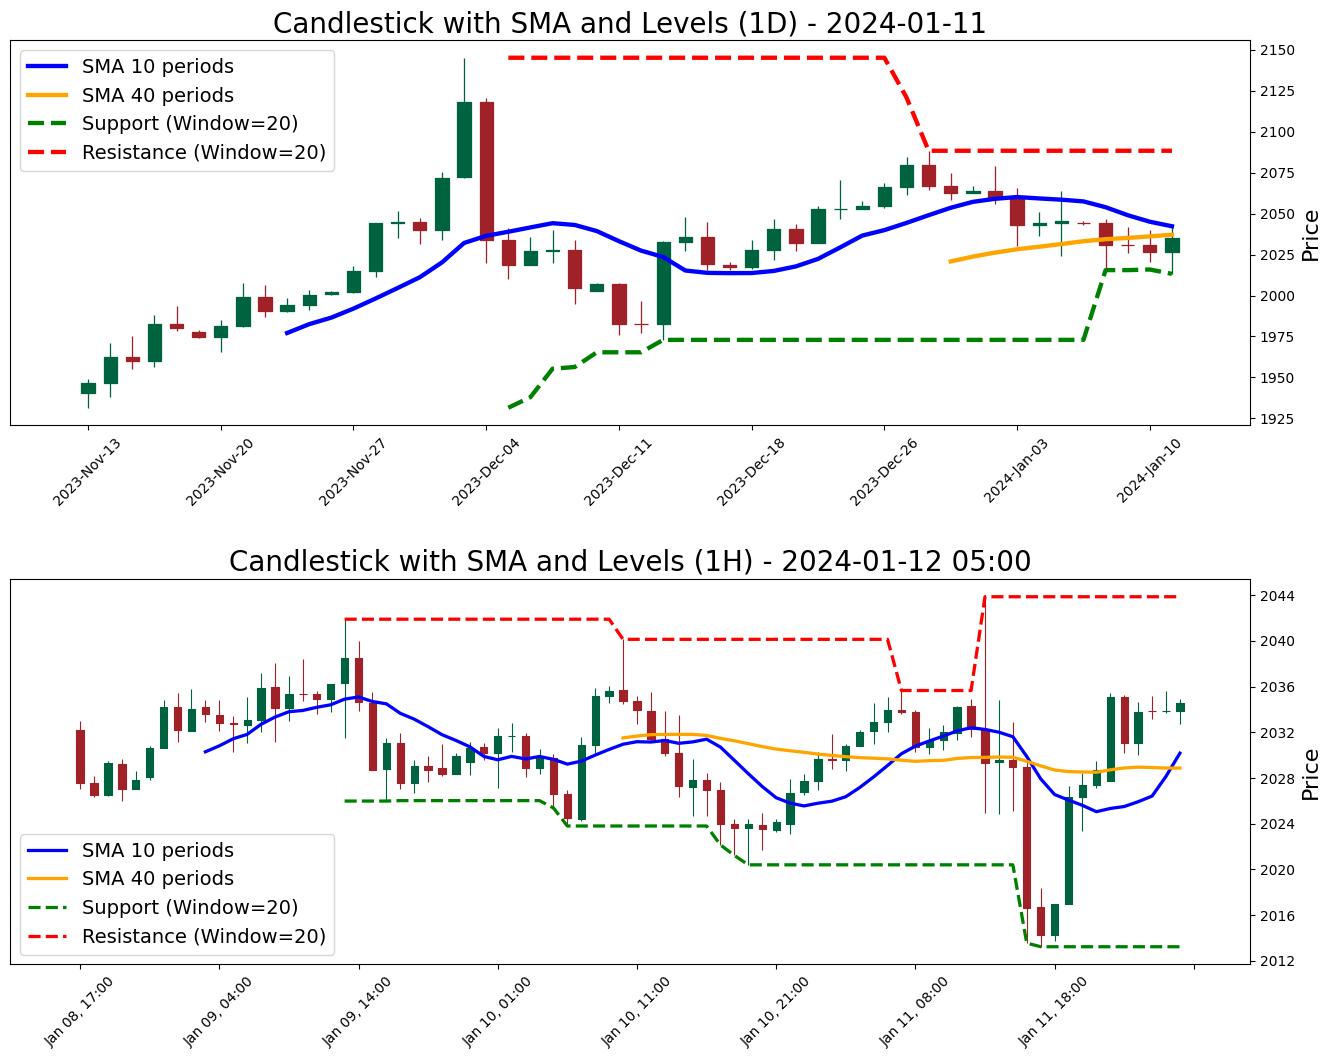 Candlestick with SMA and Levels (1D) - 2024-01-11
SMA 10 periods
SMA 40 periods
Support (Window=20)
Resistance (Window=20)
2150
2125
2100
2075
2050
2025
2000
1975
1950
1925
Price
2023-Nov-13
2023-Nov-20
2023-Nov-27
2023-Dec-04
2023-Dec-11
2023-Dec-18
2023-Dec-26
2024-Jan-03
2024-Jan-10
Candlestick with SMA and Levels (1H) - 2024-01-12 05:00
2044
2040
2036
2032
2028
2024
2020
2016
2012
Price
SMA 10 periods
SMA 40 periods
Support (Window=20)
Resistance (Window=20)
Jan 08, 17:00
Jan 09, 04:00
Jan 09, 14:00
Jan 10, 01:00
Jan 10, 11:00
Jan 10, 21:00
Jan 11, 08:00
Jan 11, 18:00